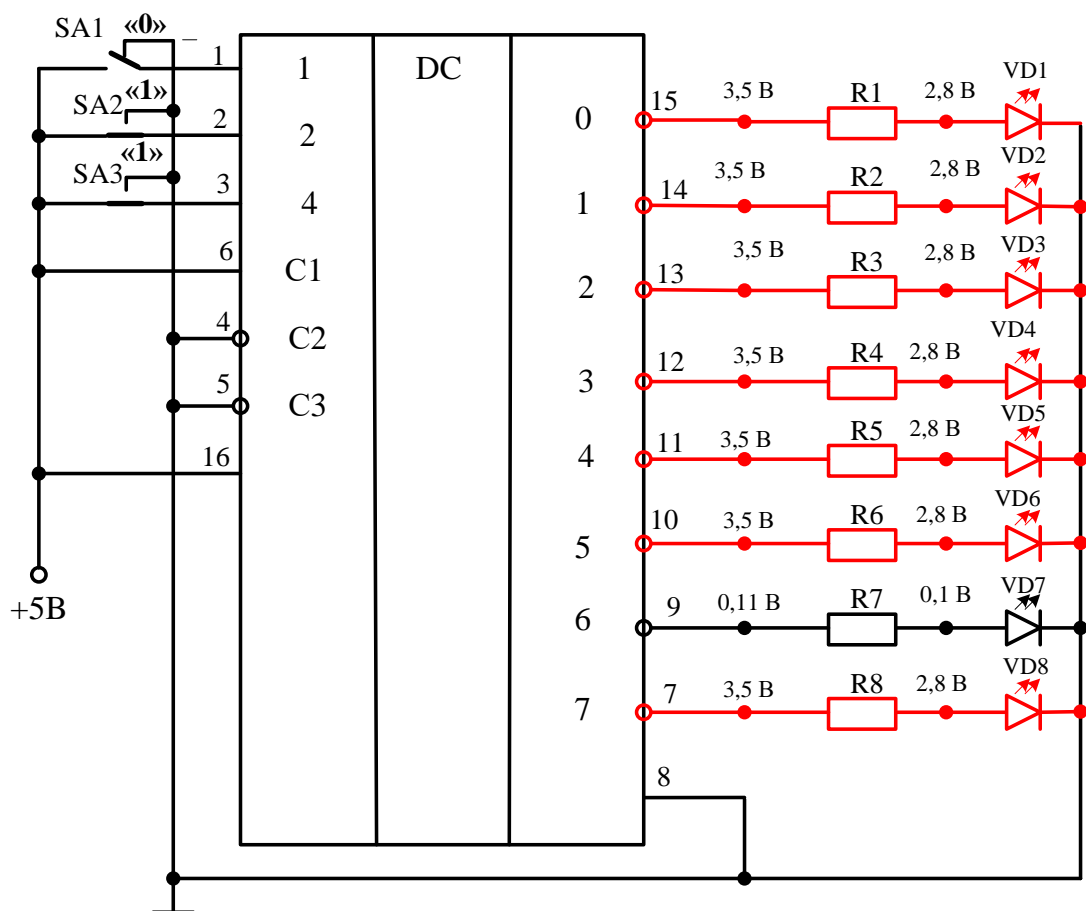 SA1 «0» –
1 1 DC
SA2 «1»
2 2
SA3 «1»
3 4
6 C1
4 C2
5 C3
16
+5В
0 15 3,5 В R1 2,8 В VD1
1 14 3,5 В R2 2,8 В VD2
2 13 3,5 В R3 2,8 В VD3
3 12 3,5 В R4 2,8 В VD4
4 11 3,5 В R5 2,8 В VD5
5 10 3,5 В R6 2,8 В VD6
6 9 0,11 В R7 0,1 В VD7
7 7 3,5 В R8 2,8 В VD8
8